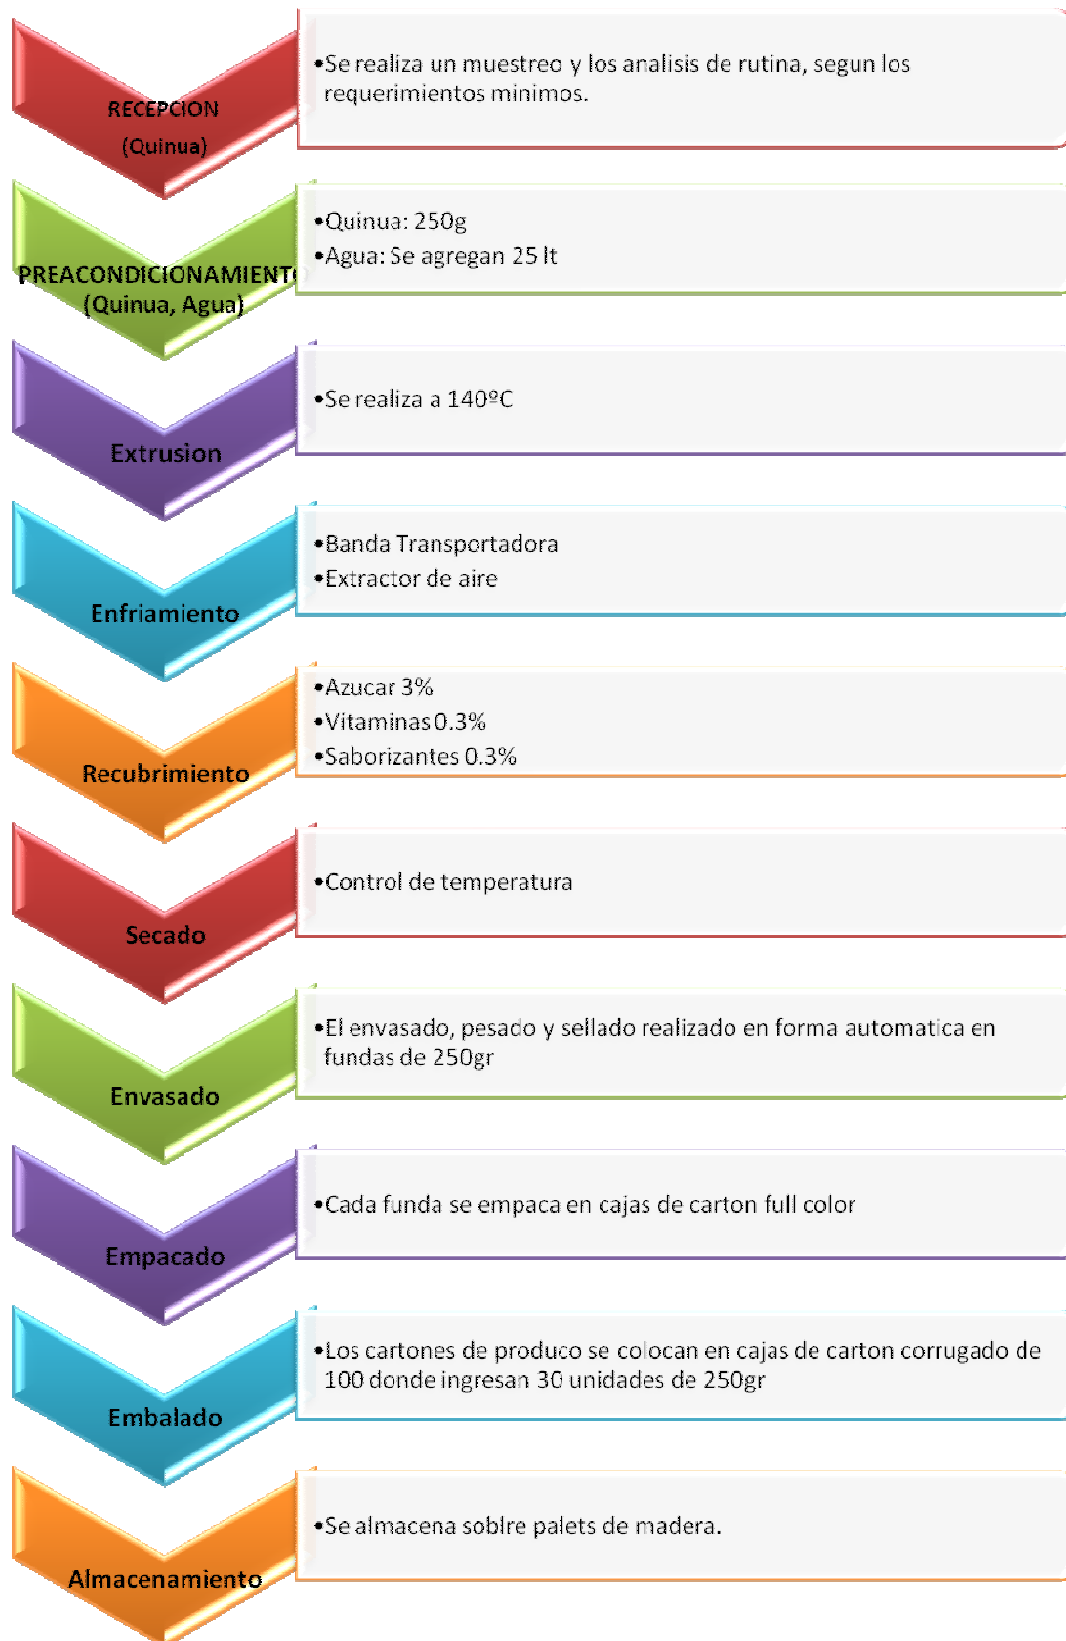 RECEPCION
(Quinua)
•Se realiza un muestreo y los analisis de rutina, segun los
requerimientos minimos.
PREACONDICIONAMIENTO
(Quinua, Agua)
•Quinua: 250g
•Agua: Se agregan 25 lt
Extrusion
•Se realiza a 140ºC
Enfriamiento
•Banda Transportadora
•Extractor de aire
Recubrimiento
•Azucar 3%
•Vitaminas 0.3%
•Saborizantes 0.3%
Secado
•Control de temperatura
Envasado
•El envasado, pesado y sellado realizado en forma automatica en
fundas de 250gr
Empacado
•Cada funda se empaca en cajas de carton full color
Embalado
•Los cartones de produco se colocan en cajas de carton corrugado de
100 donde ingresan 30 unidades de 250gr
Almacenamiento
•Se almacena soblre palets de madera.